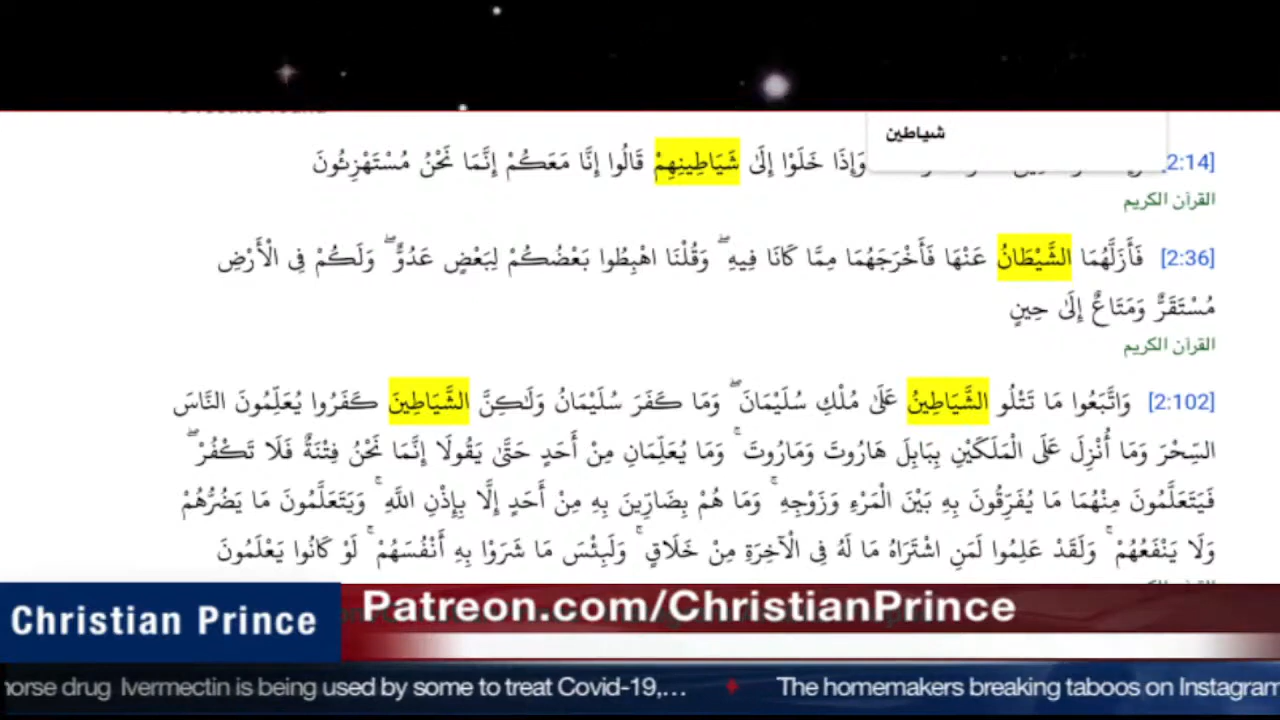 شياطين
[2:14] وَإِذَا خَلَوْا إِلَىٰ شَيَاطِينِهِمْ قَالُوا إِنَّا مَعَكُمْ إِنَّمَا نَحْنُ مُسْتَهْزِئُونَ
القرآن الكريم
[2:36] فَأَزَلَّهُمَا الشَّيْطَانُ عَنْهَا فَأَخْرَجَهُمَا مِمَّا كَانَا فِيهِ ۖ وَقُلْنَا اهْبِطُوا بَعْضُكُمْ لِبَعْضٍ عَدُوٌّ ۖ وَلَكُمْ فِي الْأَرْضِ
مُسْتَقَرٌّ وَمَتَاعٌ إِلَىٰ حِينٍ
القرآن الكريم
[2:102] وَاتَّبَعُوا مَا تَتْلُو الشَّيَاطِينُ عَلَىٰ مُلْكِ سُلَيْمَانَ ۖ وَمَا كَفَرَ سُلَيْمَانُ وَلَٰكِنَّ الشَّيَاطِينَ كَفَرُوا يُعَلِّمُونَ النَّاسَ
السِّحْرَ وَمَا أُنْزِلَ عَلَى الْمَلَكَيْنِ بِبَابِلَ هَارُوتَ وَمَارُوتَ ۚ وَمَا يُعَلِّمَانِ مِنْ أَحَدٍ حَتَّىٰ يَقُولَا إِنَّمَا نَحْنُ فِتْنَةٌ فَلَا تَكْفُرْ ۖ
فَيَتَعَلَّمُونَ مِنْهُمَا مَا يُفَرِّقُونَ بِهِ بَيْنَ الْمَرْءِ وَزَوْجِهِ ۚ وَمَا هُمْ بِضَارِّينَ بِهِ مِنْ أَحَدٍ إِلَّا بِإِذْنِ اللَّهِ ۚ وَيَتَعَلَّمُونَ مَا يَضُرُّهُمْ
وَلَا يَنْفَعُهُمْ ۚ وَلَقَدْ عَلِمُوا لَمَنِ اشْتَرَاهُ مَا لَهُ فِي الْآخِرَةِ مِنْ خَلَاقٍ ۚ وَلَبِئْسَ مَا شَرَوْا بِهِ أَنْفُسَهُمْ ۚ لَوْ كَانُوا يَعْلَمُونَ
Christian Prince
Patreon.com/ChristianPrince
horse drug Ivermectin is being used by some to treat Covid-19,… ♦ The homemakers breaking taboos on Instagram